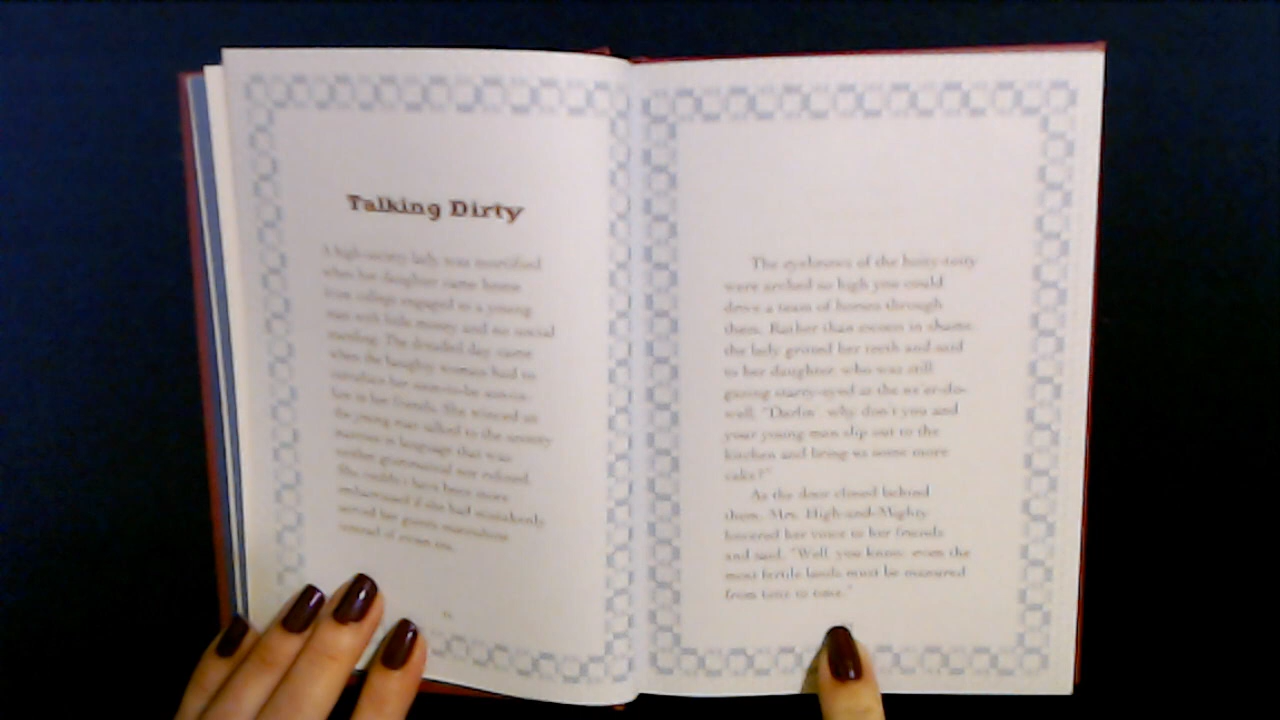 Talking Dirty
A high-society lady was mortified
when her daughter came home
from college engaged to a young
man with little money and no social
standing. The dreaded day came
when the haughty woman had to
introduce her soon-to-be son-in-
law to her friends. She winced as
the young man talked to the society
matrons in language that was
neither grammatical nor refined.
She couldn't have been more
embarrassed if she had mistakenly
served her guests
instead of
The eyebrows of the hoity-toity
were arched so high you could
drive a team of horses through
them. Rather than swoon in shame
the lady gritted her teeth and said
to her daughter who was still
gazing starry-eyed at the ne'er-do-
well, "Darlin' why don't you and
your young man slip out to the
kitchen and bring us some more
cake?"
As the door closed behind
them, Mrs. High-and-Mighty
lowered her voice to her friends
and said, "Well, you know, even the
most fertile lands must be manured
from time to time."